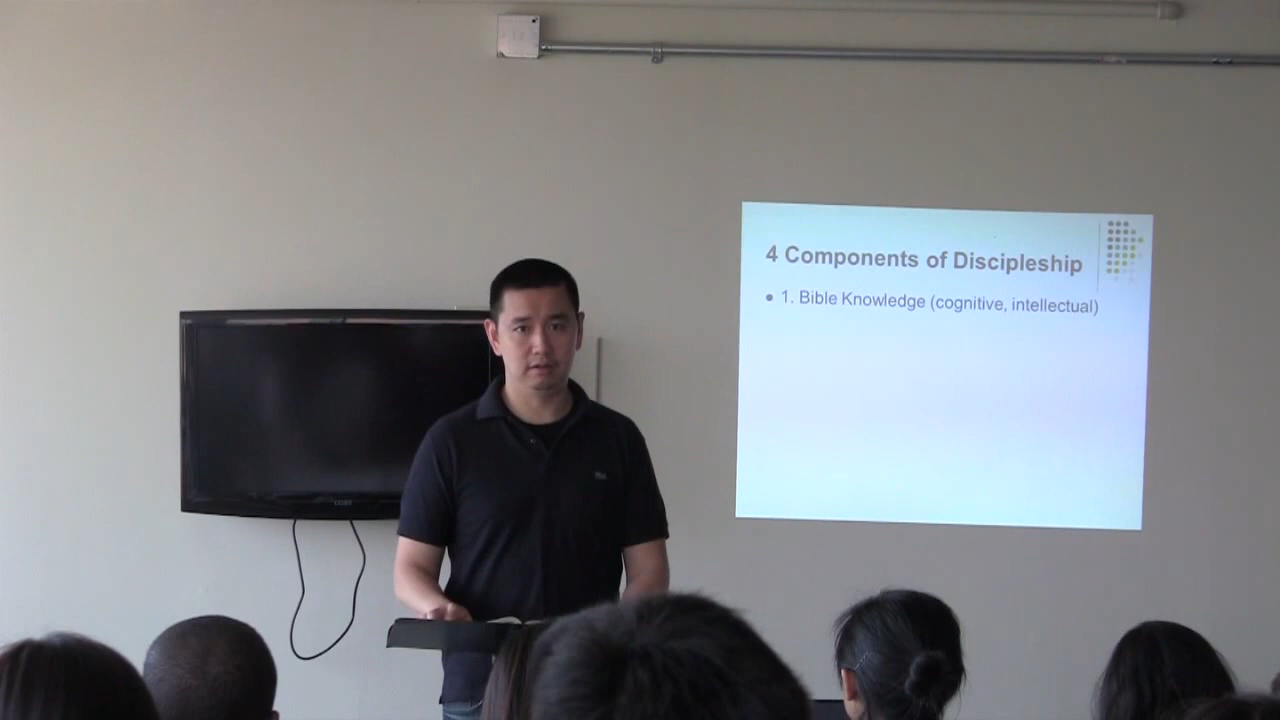 4 Components of Discipleship
● 1. Bible Knowledge (cognitive, intellectual)